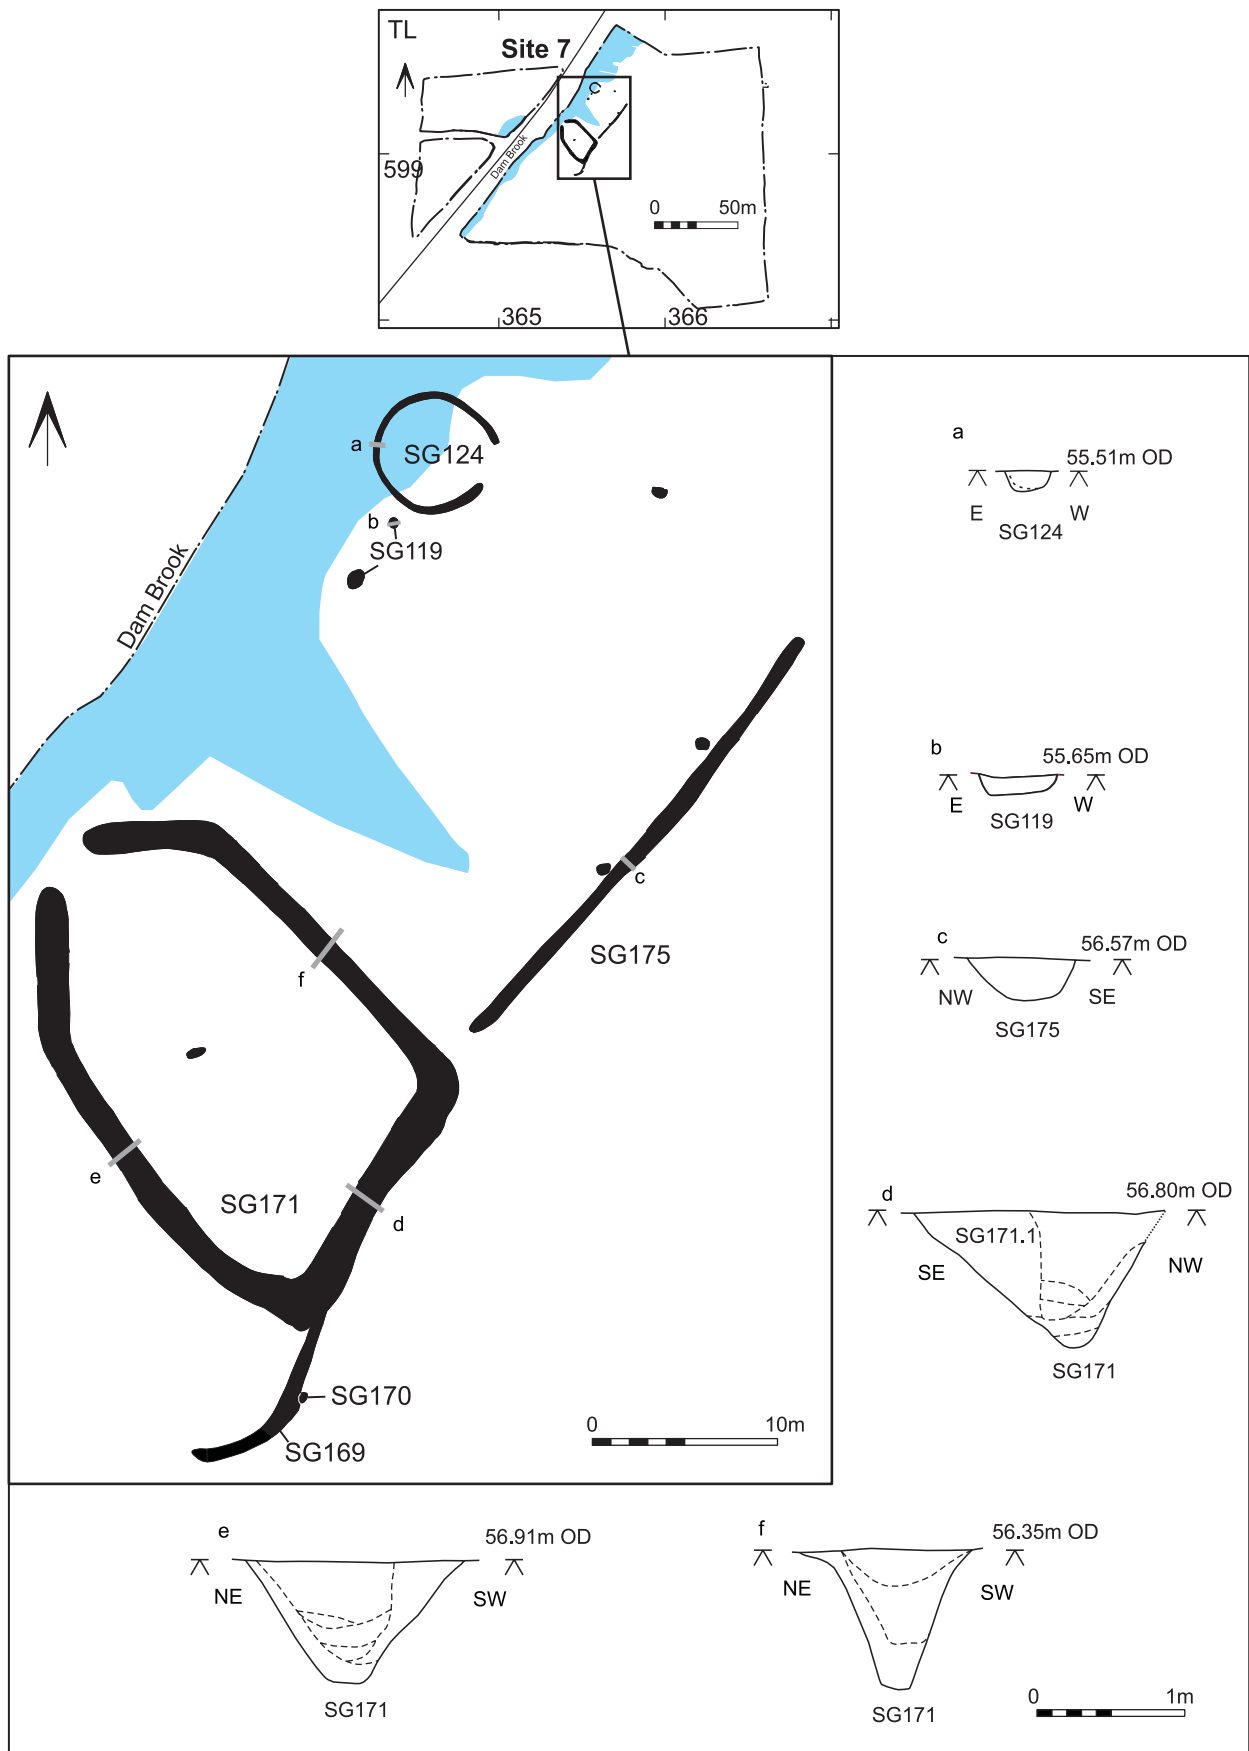 TL
Site 7
Dam Brook
599
0 50m
365 366
a
SG124
b
SG119
Dam Brook
c
SG175
f
e
SG171
d
SG170
SG169
0 10m
a
55.51m OD
E W
SG124
b
55.65m OD
E W
SG119
c
56.57m OD
NW SE
SG175
d
56.80m OD
SG171.1
SE NW
SG171
e
56.91m OD
NE SW
SG171
f
56.35m OD
NE SW
SG171
0 1m